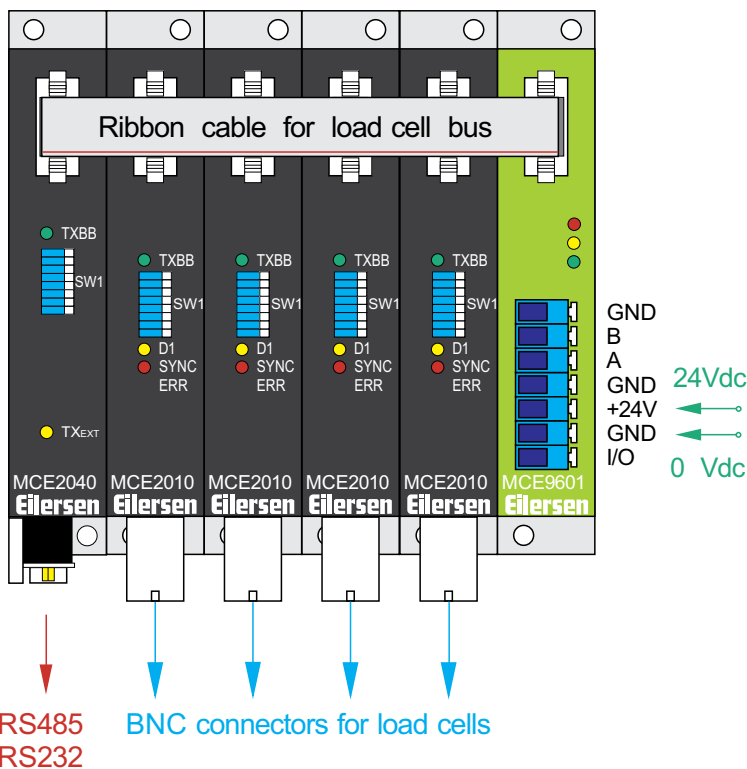 Ribbon cable for load cell bus
TXBB
SW1
TXEXT
MCE2040
Eilersen
TXBB
SW1
D1
SYNC
ERR
MCE2010
Eilersen
TXBB
SW1
D1
SYNC
ERR
MCE2010
Eilersen
TXBB
SW1
D1
SYNC
ERR
MCE2010
Eilersen
TXBB
SW1
D1
SYNC
ERR
MCE2010
Eilersen
MCE9601
Eilersen
GND
B
A
GND
+24V
GND
I/O
24Vdc
0 Vdc
RS485
RS232
BNC connectors for load cells